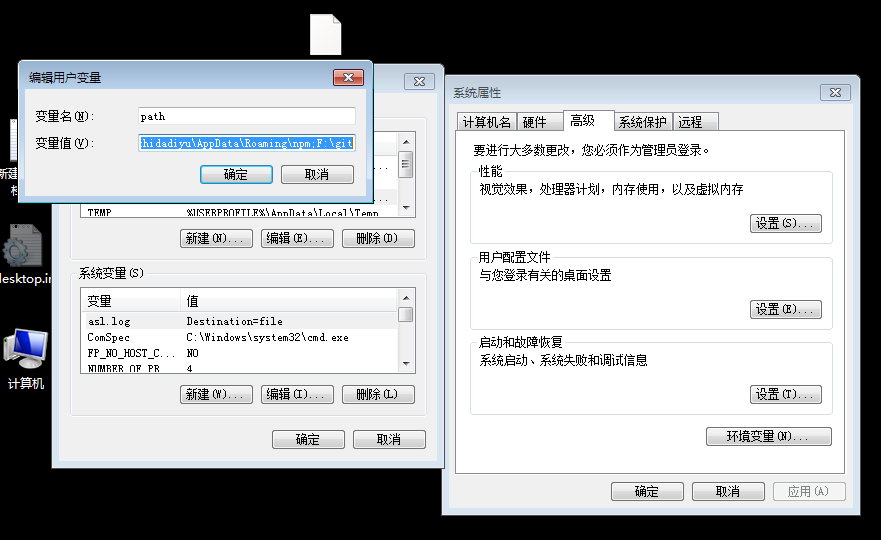 编辑用户变量
变量名(N):
path
变量值(V):
hidadiyu\AppData\Roaming\npm;F:\git
确定
取消
TEMP
%USERPROFILE%\AppData\Local\Temp
新建(N)...
编辑(E)...
删除(D)
系统变量(S)
变量
值
asl.log
Destination=file
ComSpec
C:\Windows\system32\cmd.exe
FP_NO_HOST_C...
NO
NUMBER_OF_PR
4
新建(W)...
编辑(I)...
删除(L)
确定
取消
系统属性
计算机名
硬件
高级
系统保护
远程
要进行大多数更改，您必须作为管理员登录。
性能
视觉效果，处理器计划，内存使用，以及虚拟内存
设置(S)...
用户配置文件
与您登录有关的桌面设置
设置(E)...
启动和故障恢复
系统启动、系统失败和调试信息
设置(T)...
环境变量(N)...
确定
取消
应用(A)
新建
desktop.in
计算机